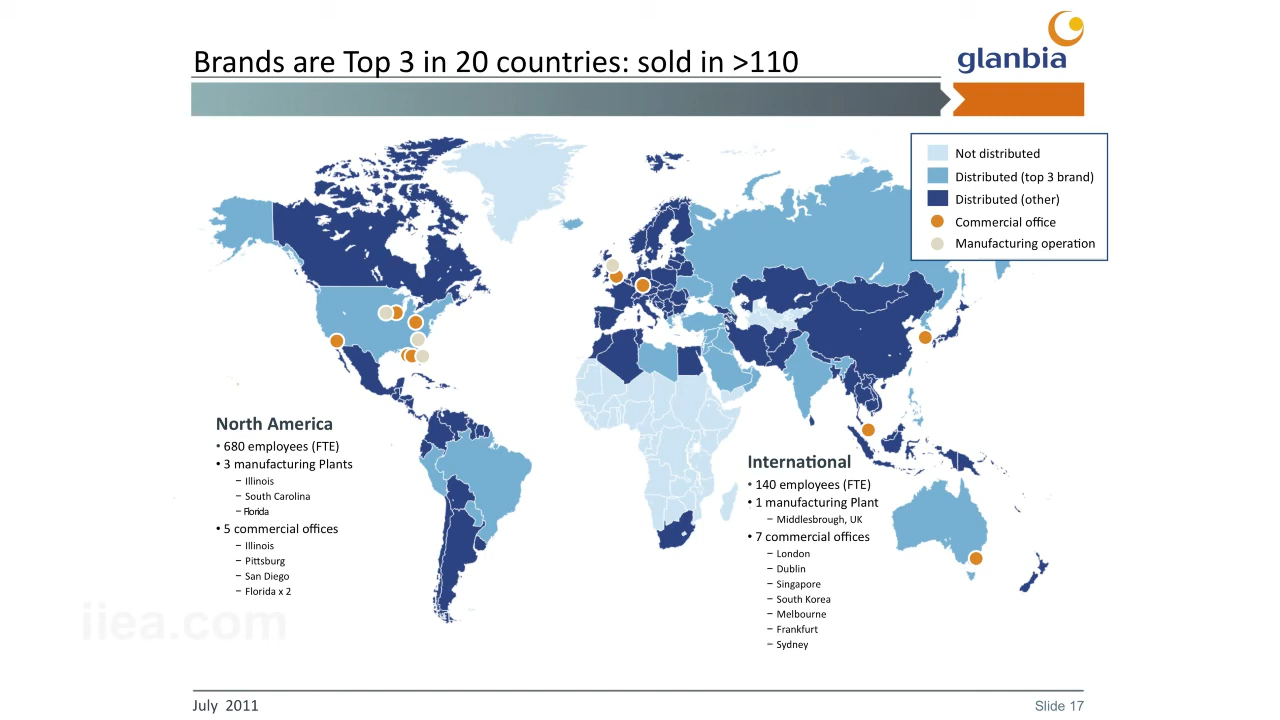 Brands are Top 3 in 20 countries: sold in >110
glanbia
Not distributed
Distributed (top 3 brand)
Distributed (other)
Commercial office
Manufacturing operation
North America
• 680 employees (FTE)
• 3 manufacturing Plants
– Illinois
– South Carolina
– Florida
• 5 commercial offices
– Illinois
– Pittsburg
– San Diego
– Florida x 2
International
• 140 employees (FTE)
• 1 manufacturing Plant
– Middlesbrough, UK
• 7 commercial offices
– London
– Dublin
– Singapore
– South Korea
– Melbourne
– Frankfurt
– Sydney
iiea.com
July 2011
Slide 17